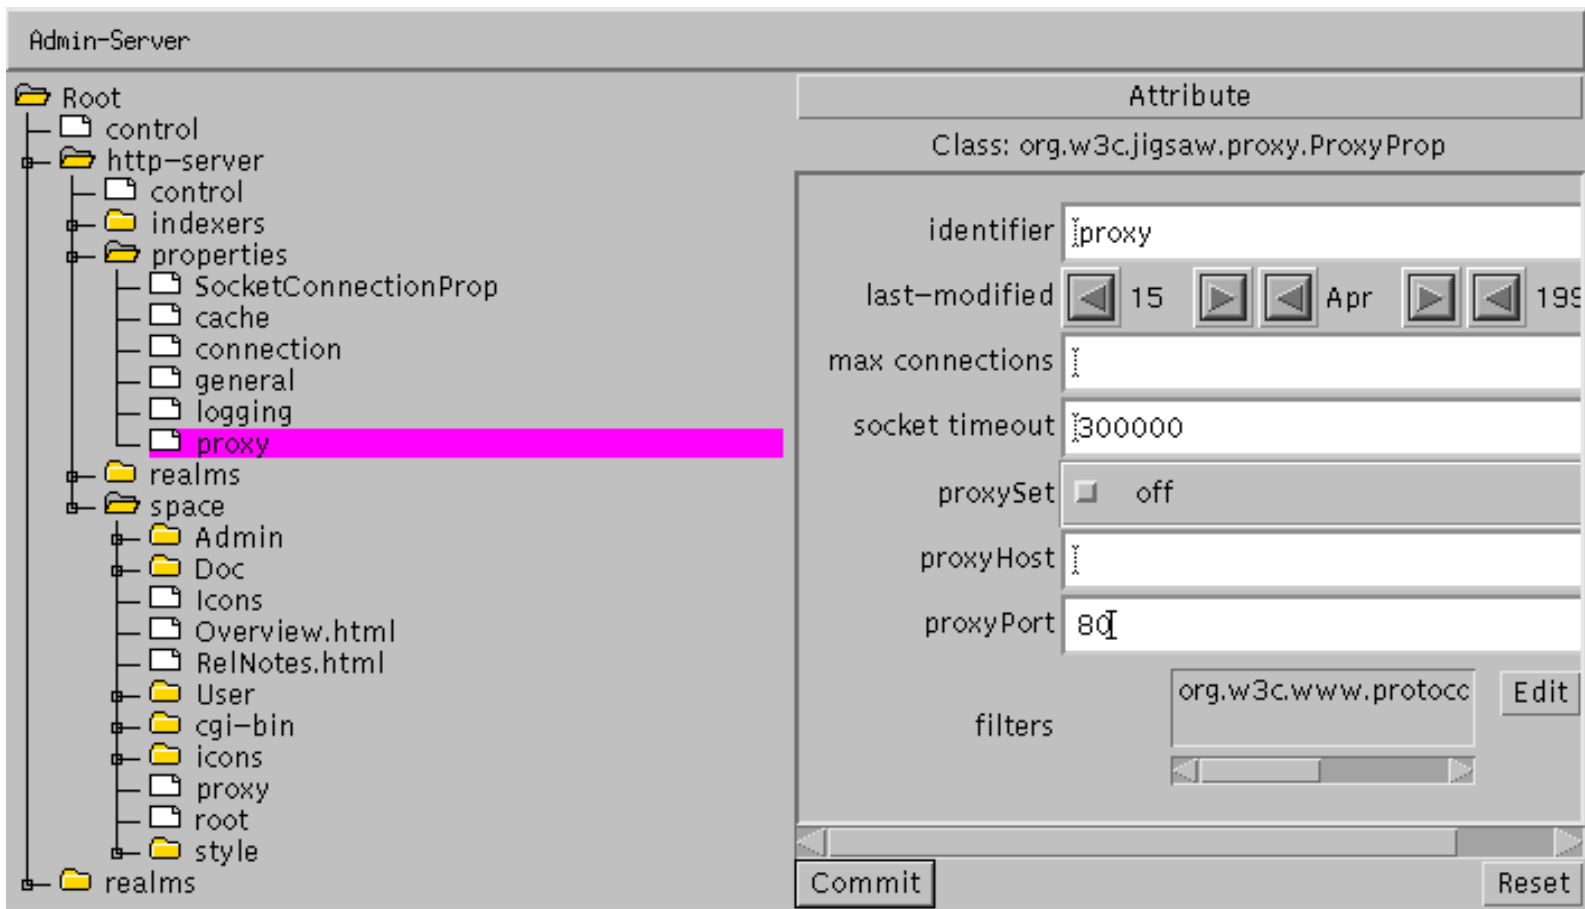 Admin-Server
Root
control
http-server
control
indexers
properties
SocketConnectionProp
cache
connection
general
logging
proxy
realms
space
Admin
Doc
Icons
Overview.html
RelNotes.html
User
cgi-bin
icons
proxy
root
style
realms
Attribute
Class: org.w3c.jigsaw.proxy.ProxyProp
identifier proxy
last-modified 15 Apr 199
max connections
socket timeout 300000
proxySet off
proxyHost
proxyPort 80
filters org.w3c.www.protoco Edit
Commit Reset